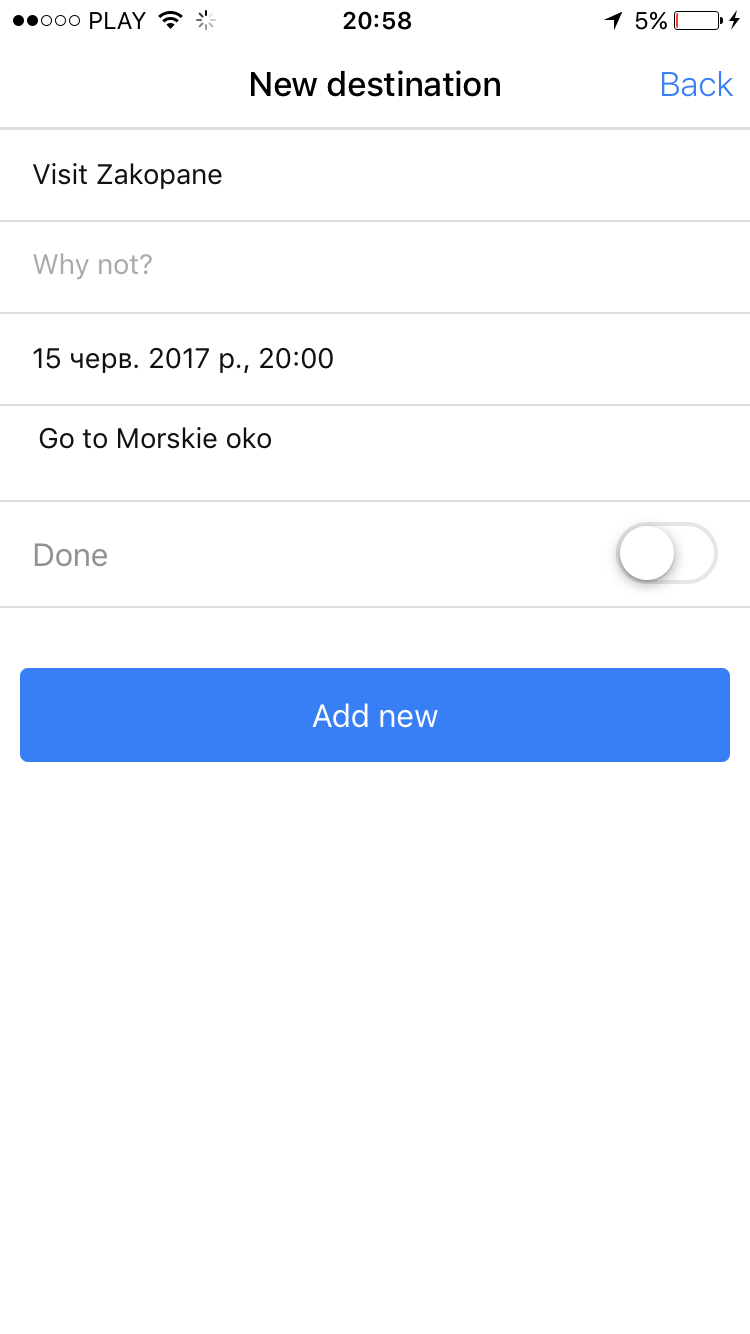 PLAY 20:58 5%
New destination Back
Visit Zakopane
Why not?
15 черв. 2017 р., 20:00
Go to Morskie oko
Done
Add new